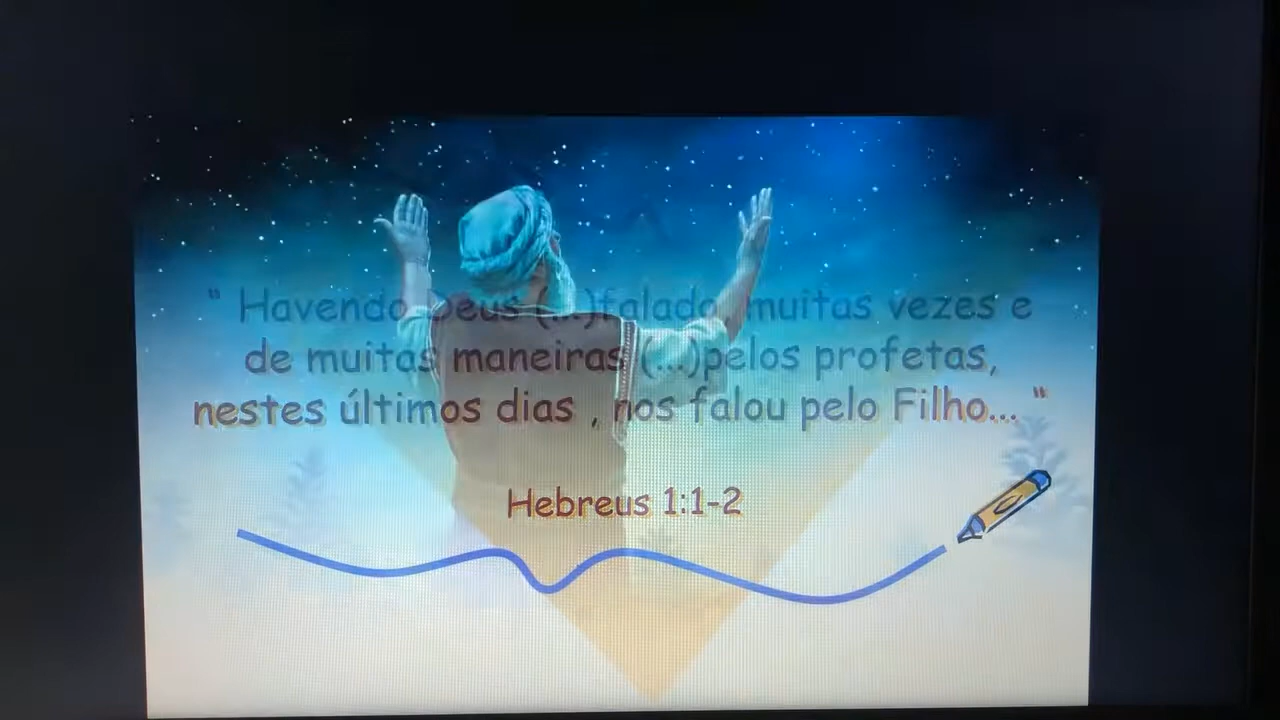 " Havendo Deus (...)falado muitas vezes e
de muitas maneiras (...)pelos profetas,
nestes últimos dias , nos falou pelo Filho... "
Hebreus 1:1-2